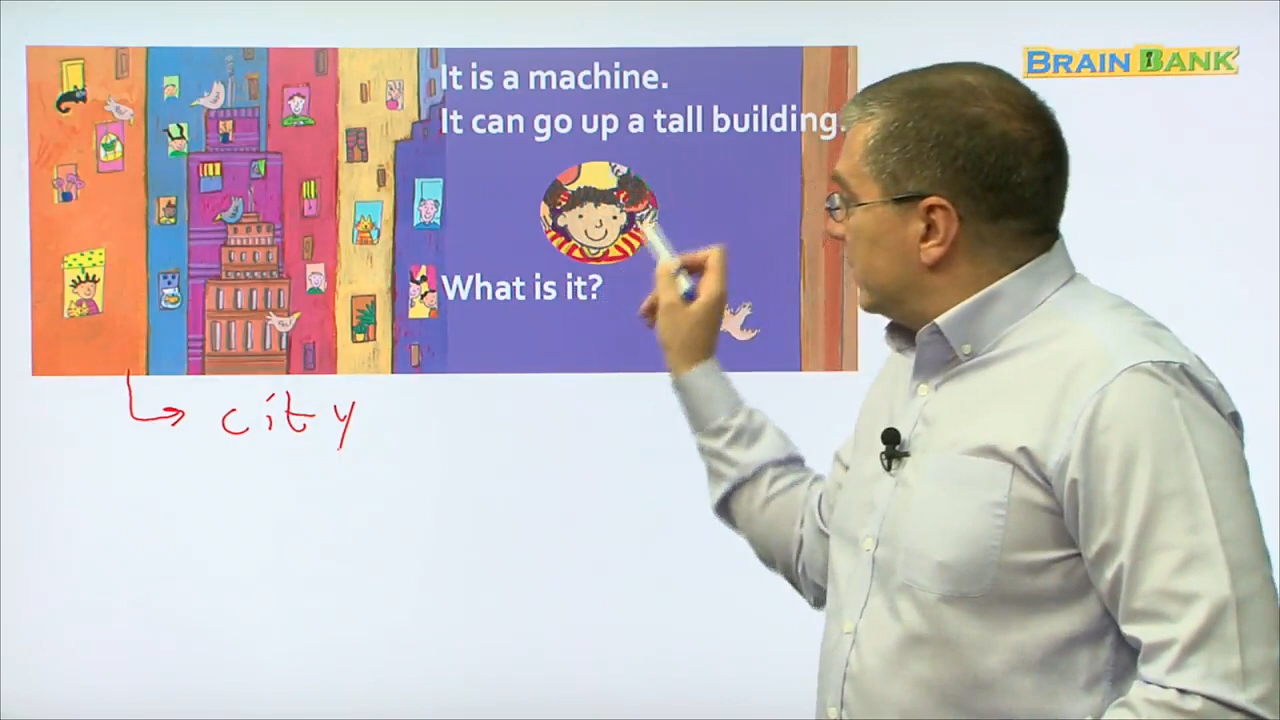 BRAIN BANK
It is a machine.
It can go up a tall building.
What is it?
city